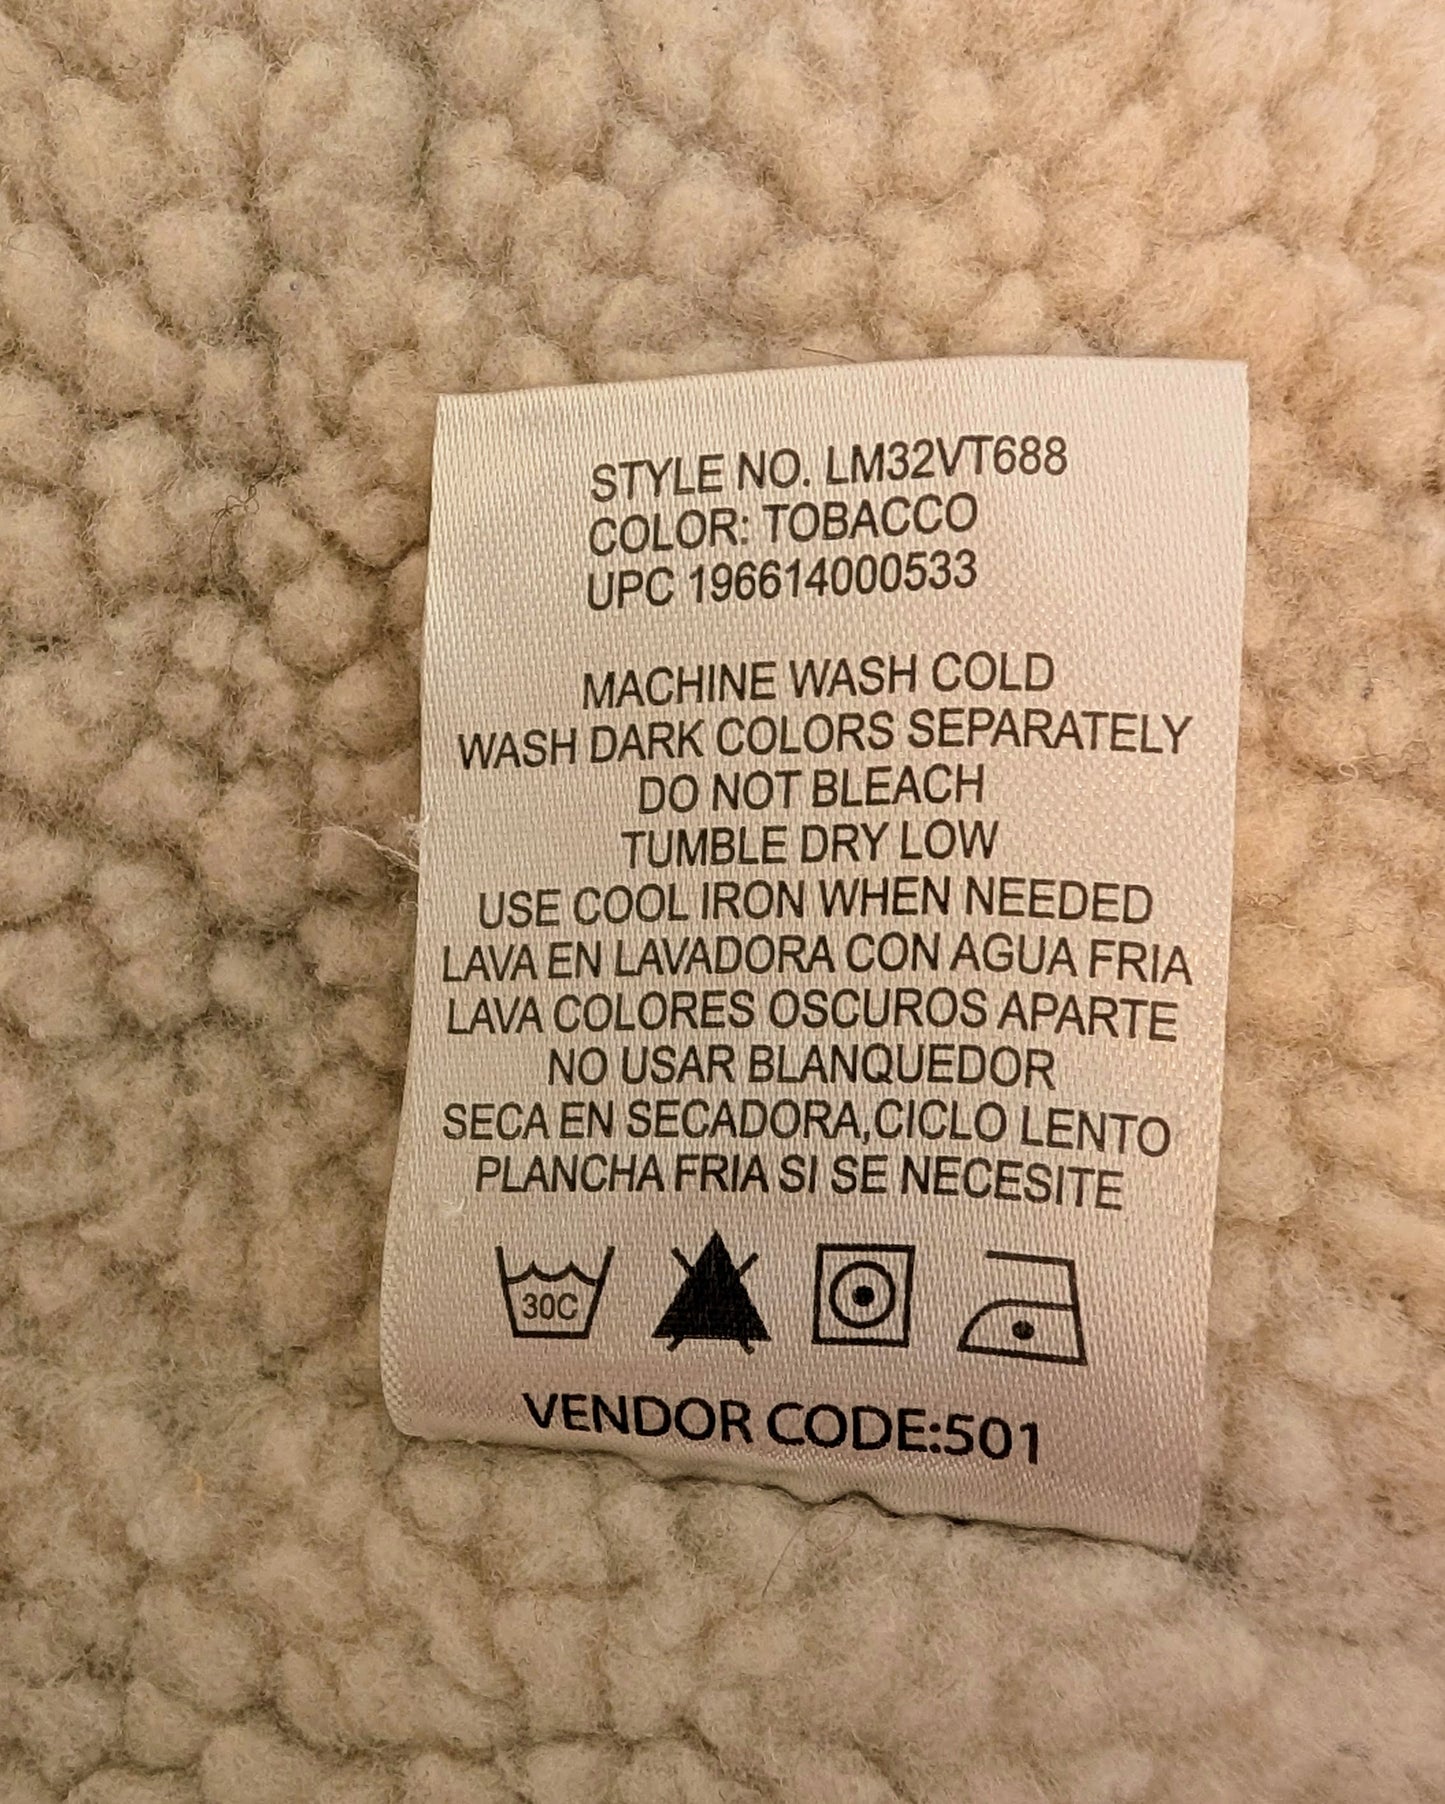 STYLE NO. LM32VT688
COLOR: TOBACCO
UPC 196614000533
MACHINE WASH COLD
WASH DARK COLORS SEPARATELY
DO NOT BLEACH
TUMBLE DRY LOW
USE COOL IRON WHEN NEEDED
LAVA EN LAVADORA CON AGUA FRIA
LAVA COLORES OSCUROS APARTE
NO USAR BLANQUEDOR
SECA EN SECADORA,CICLO LENTO
PLANCHA FRIA SI SE NECESITE
30C
VENDOR CODE:501